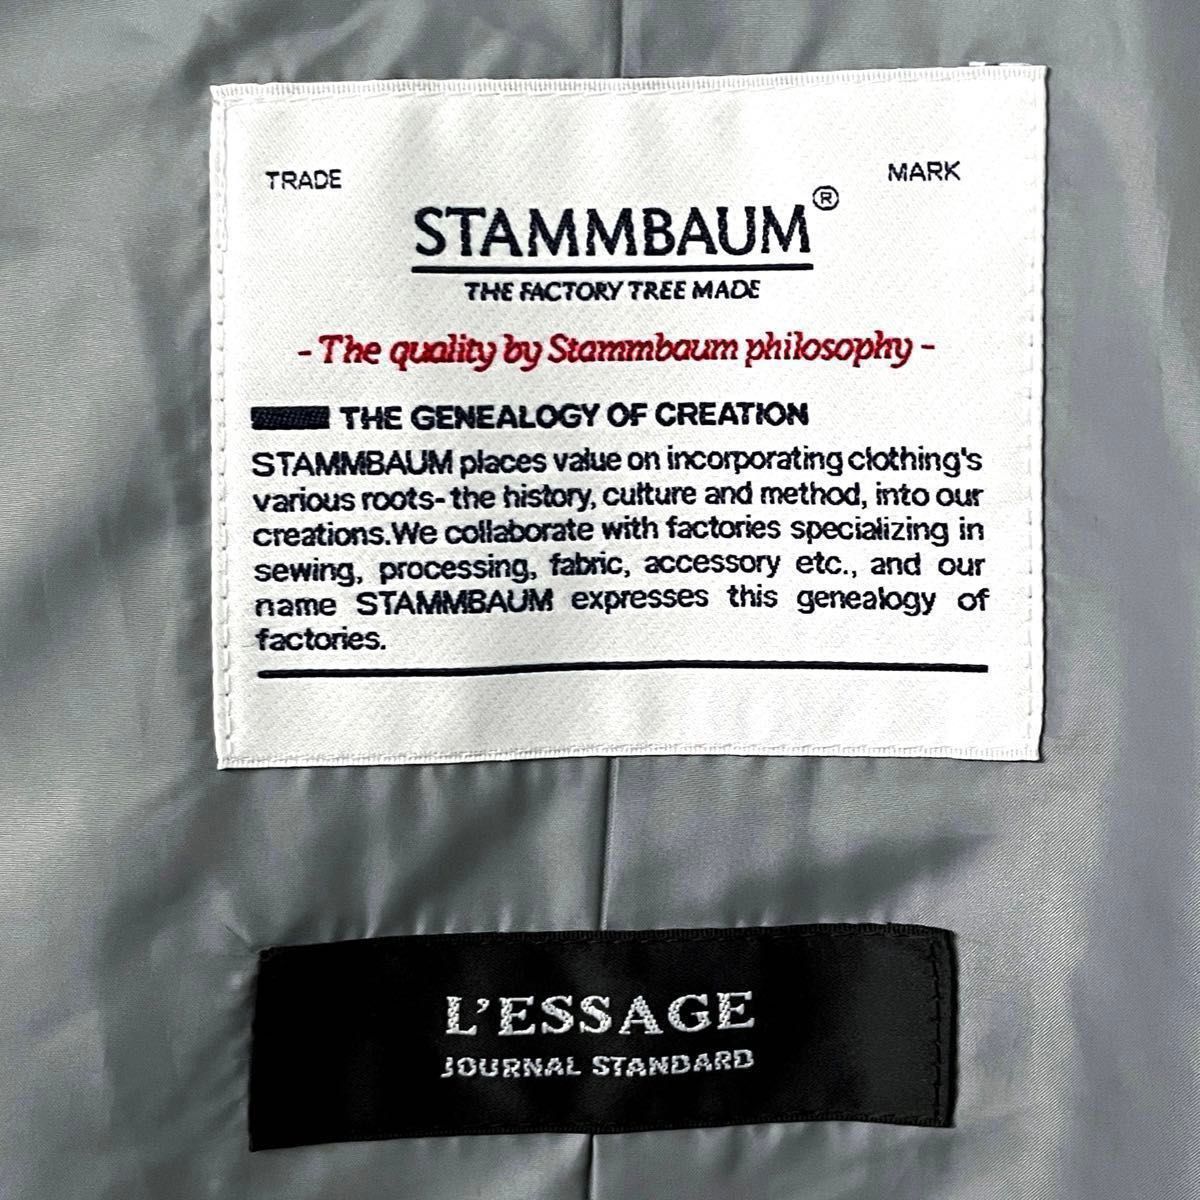 TRADE MARK
STAMMBAUM®
THE FACTORY TREE MADE
- The quality by Stammbaum philosophy -
THE GENEALOGY OF CREATION
STAMMBAUM places value on incorporating clothing's
various roots- the history, culture and method, into our
creations.We collaborate with factories specializing in
sewing, processing, fabric, accessory etc., and our
name STAMMBAUM expresses this genealogy of
factories.
L'ESSAGE
JOURNAL STANDARD